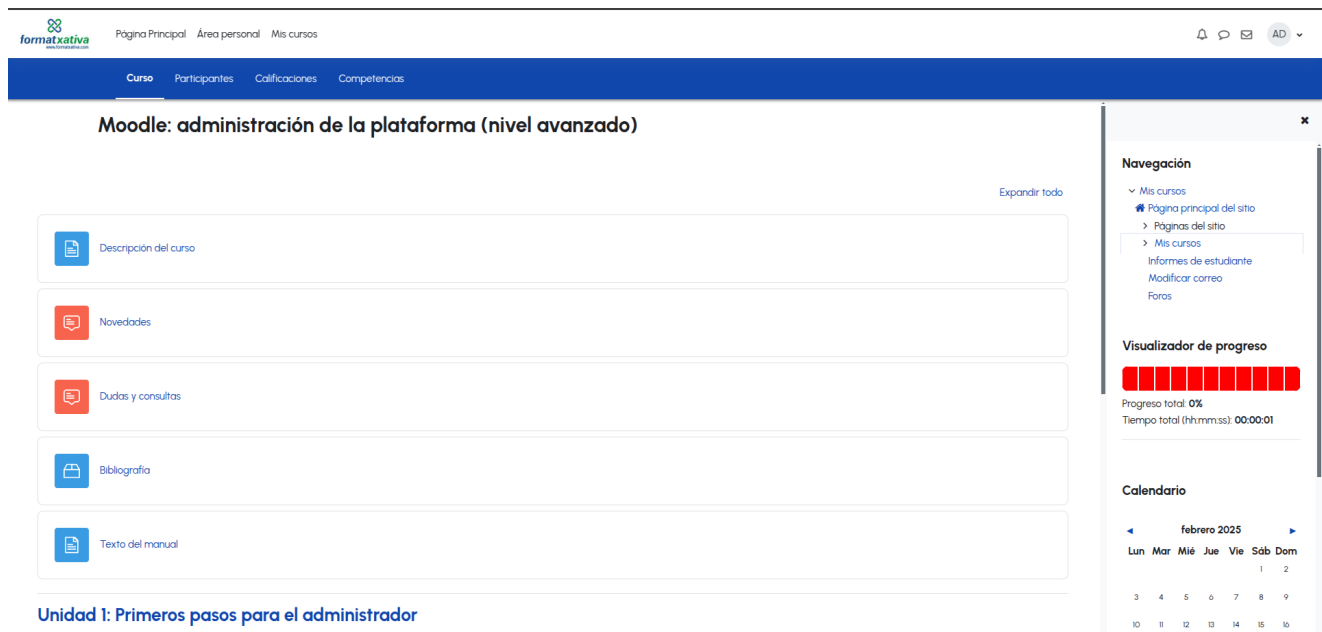 formatxativa
www.formatxativa.com
Página Principal Área personal Mis cursos
AD
Curso Participantes Calificaciones Competencias
Moodle: administración de la plataforma (nivel avanzado)
Expandir todo
Descripción del curso
Novedades
Dudas y consultas
Bibliografía
Texto del manual
Unidad 1: Primeros pasos para el administrador
Navegación
Mis cursos
Página principal del sitio
Páginas del sitio
Mis cursos
Informes de estudiante
Modificar correo
Foros
Visualizador de progreso
Progreso total: 0%
Tiempo total (hh:mm:ss): 00:00:01
Calendario
◄ febrero 2025 ►
Lun Mar Mié Jue Vie Sáb Dom
1 2
3 4 5 6 7 8 9
10 11 12 13 14 15 16